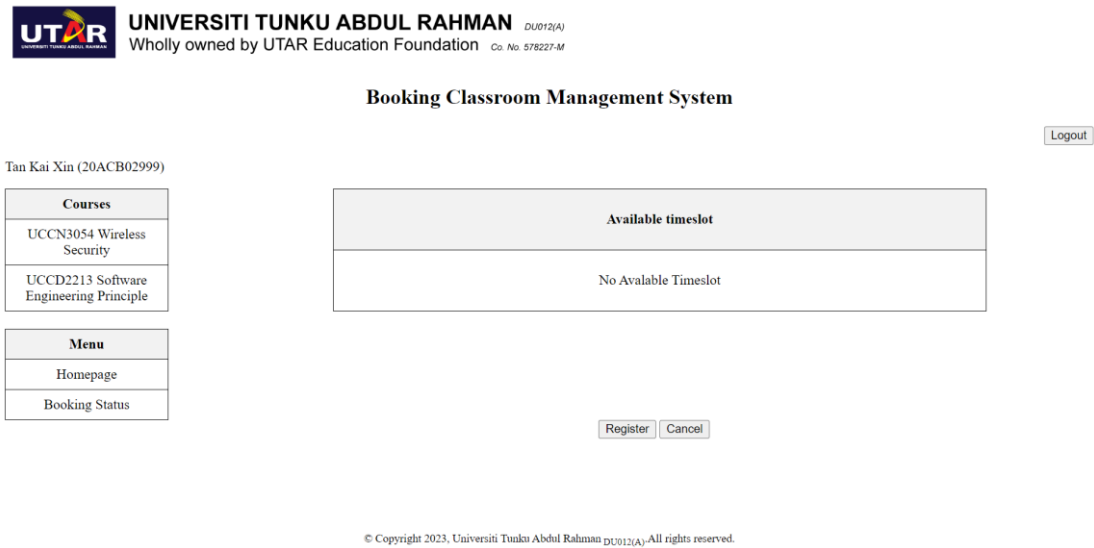 UTAR
UNIVERSITI TUNKU ABDUL RAHMAN
UNIVERSITI TUNKU ABDUL RAHMAN DU012(A)
Wholly owned by UTAR Education Foundation Co. No. 578227-M
Booking Classroom Management System
Logout
Tan Kai Xin (20ACB02999)
Courses
UCCN3054 Wireless
Security
UCCD2213 Software
Engineering Principle
Available timeslot
No Avalable Timeslot
Menu
Homepage
Booking Status
Register Cancel
© Copyright 2023, Universiti Tunku Abdul Rahman DU012(A).All rights reserved.